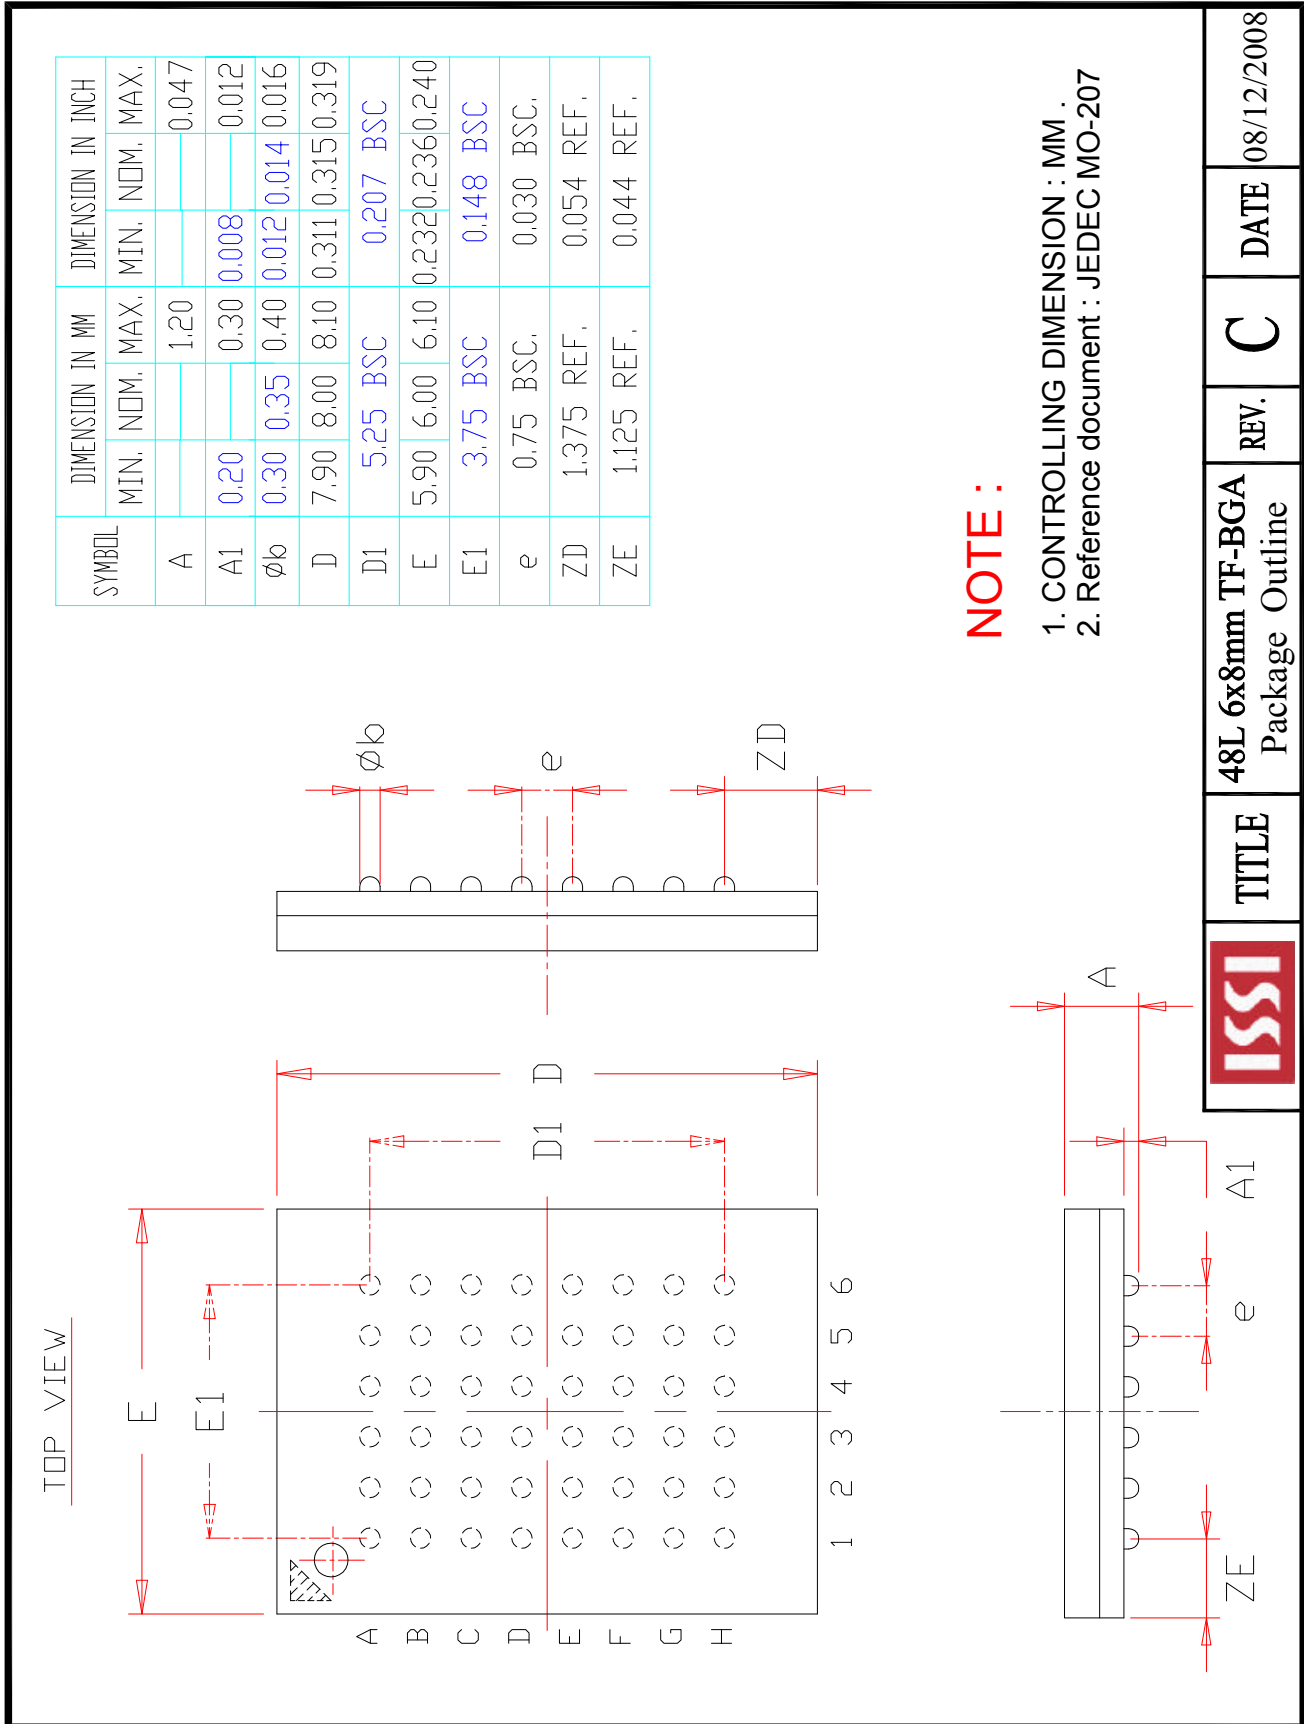 TOP VIEW
E
E1
A
B
C
D
E
F
G
H
1 2 3 4 5 6
D1 D
Øb
e
ZD
A
A1
e
ZE
SYMBOL DIMENSION IN MM DIMENSION IN INCH
MIN. NOM. MAX. MIN. NOM. MAX.
A 1.20 0.047
A1 0.20 0.30 0.008 0.012
Øb 0.30 0.35 0.40 0.012 0.014 0.016
D 7.90 8.00 8.10 0.311 0.315 0.319
D1 5.25 BSC 0.207 BSC
E 5.90 6.00 6.10 0.232 0.236 0.240
E1 3.75 BSC 0.148 BSC
e 0.75 BSC. 0.030 BSC.
ZD 1.375 REF. 0.054 REF.
ZE 1.125 REF. 0.044 REF.
NOTE :
1. CONTROLLING DIMENSION : MM .
2. Reference document : JEDEC MO-207
ISSI
TITLE
48L 6x8mm TF-BGA
Package Outline
REV.
C
DATE
08/12/2008